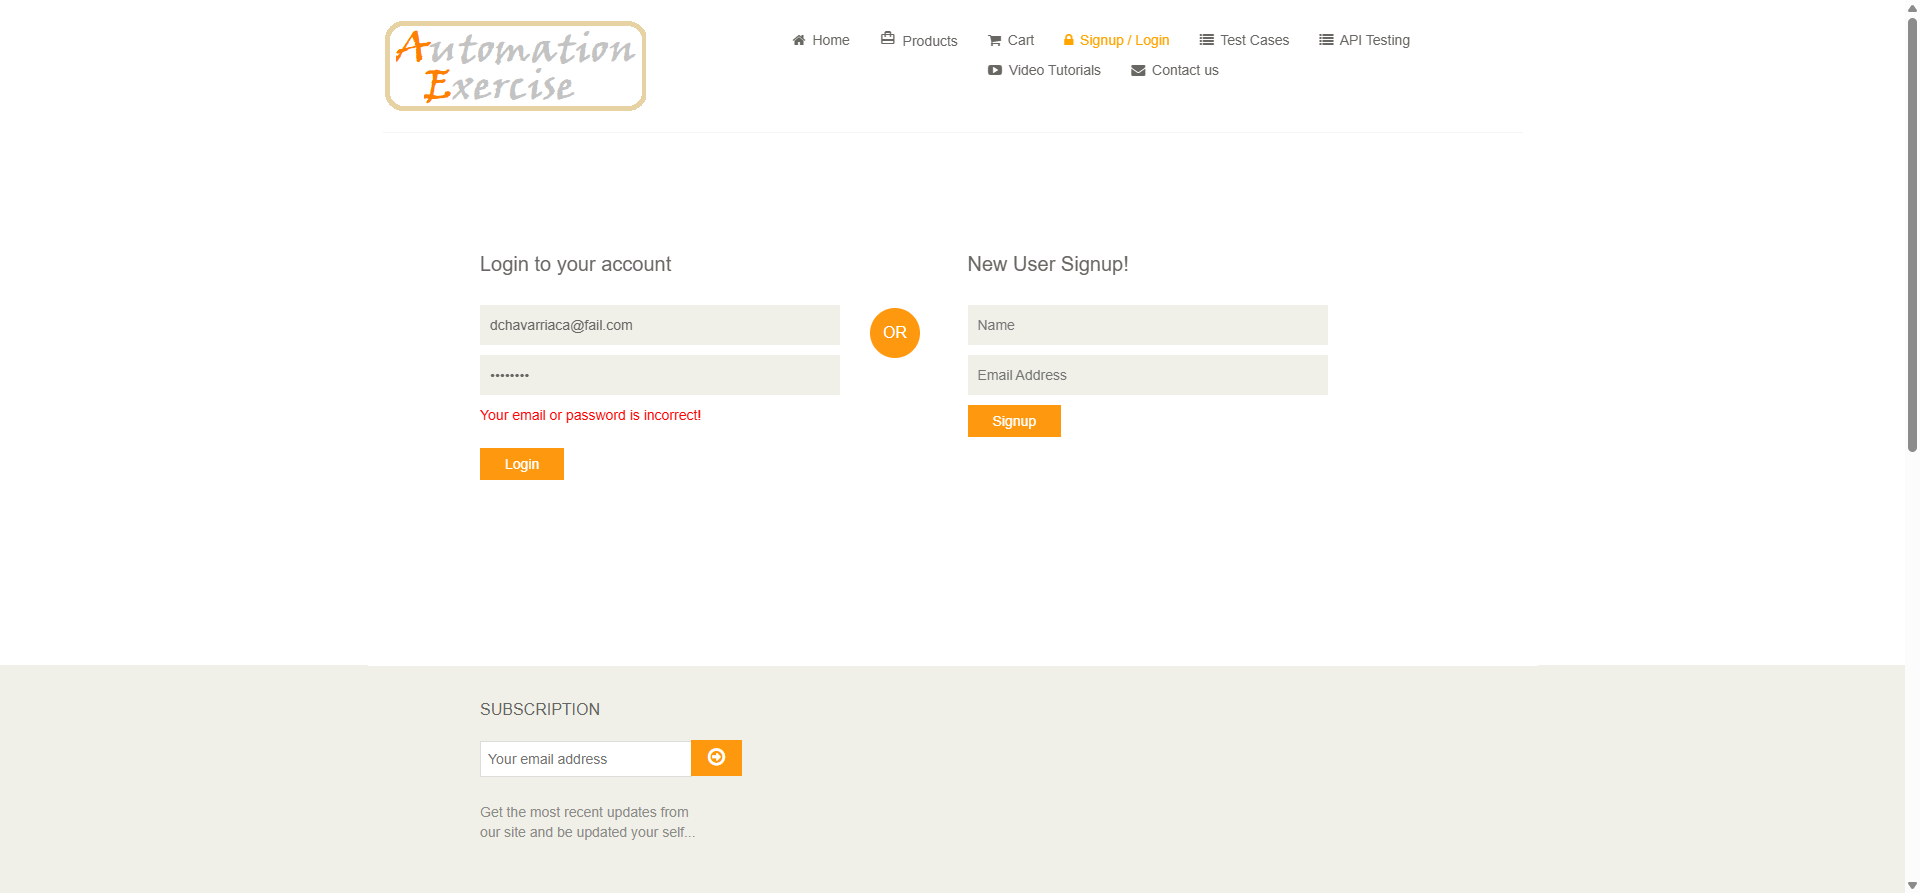 Automation
Exercise
Home
Products
Cart
Signup / Login
Test Cases
API Testing
Video Tutorials
Contact us
Login to your account
dchavarriaca@fail.com
••••••••
Your email or password is incorrect!
Login
OR
New User Signup!
Name
Email Address
Signup
SUBSCRIPTION
Your email address
Get the most recent updates from
our site and be updated your self...